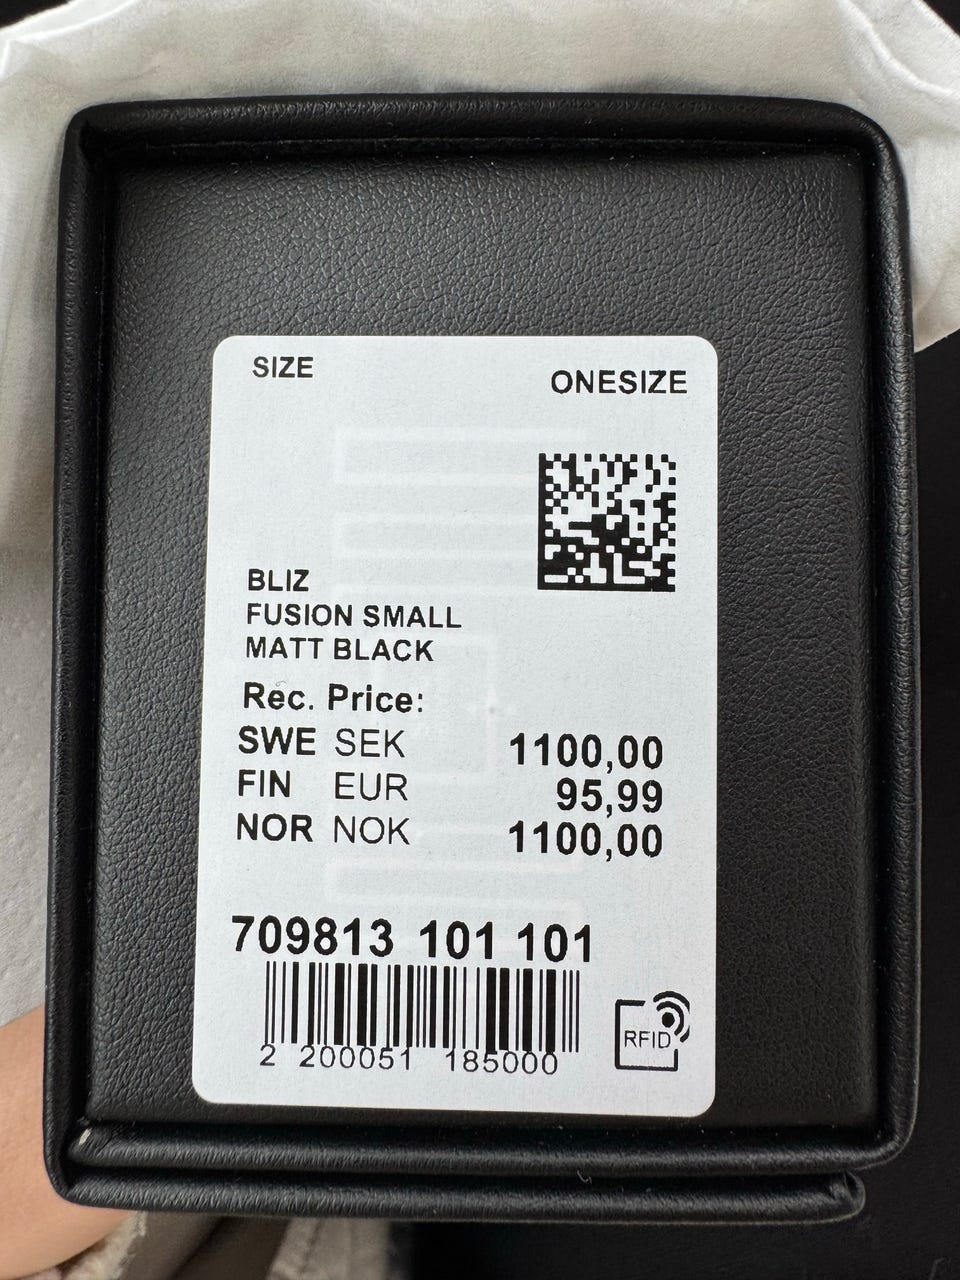 SIZE
ONESIZE
BLIZ
FUSION SMALL
MATT BLACK
Rec. Price:
SWE SEK 1100,00
FIN EUR 95,99
NOR NOK 1100,00
709813 101 101
2 200051 185000
RFID